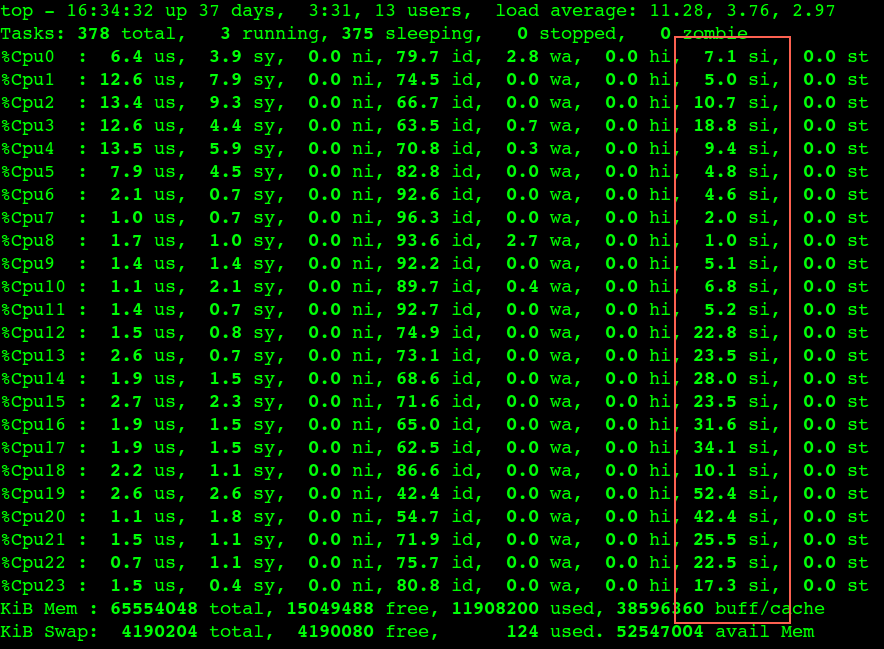 top - 16:34:32 up 37 days,  3:31, 13 users,  load average: 11.28, 3.76, 2.97
Tasks: 378 total,   3 running, 375 sleeping,   0 stopped,   0 zombie
%Cpu0  :  6.4 us,  3.9 sy,  0.0 ni, 79.7 id,  2.8 wa,  0.0 hi,  7.1 si,  0.0 st
%Cpu1  : 12.6 us,  7.9 sy,  0.0 ni, 74.5 id,  0.0 wa,  0.0 hi,  5.0 si,  0.0 st
%Cpu2  : 13.4 us,  9.3 sy,  0.0 ni, 66.7 id,  0.0 wa,  0.0 hi, 10.7 si,  0.0 st
%Cpu3  : 12.6 us,  4.4 sy,  0.0 ni, 63.5 id,  0.7 wa,  0.0 hi, 18.8 si,  0.0 st
%Cpu4  : 13.5 us,  5.9 sy,  0.0 ni, 70.8 id,  0.3 wa,  0.0 hi,  9.4 si,  0.0 st
%Cpu5  :  7.9 us,  4.5 sy,  0.0 ni, 82.8 id,  0.0 wa,  0.0 hi,  4.8 si,  0.0 st
%Cpu6  :  2.1 us,  0.7 sy,  0.0 ni, 92.6 id,  0.0 wa,  0.0 hi,  4.6 si,  0.0 st
%Cpu7  :  1.0 us,  0.7 sy,  0.0 ni, 96.3 id,  0.0 wa,  0.0 hi,  2.0 si,  0.0 st
%Cpu8  :  1.7 us,  1.0 sy,  0.0 ni, 93.6 id,  2.7 wa,  0.0 hi,  1.0 si,  0.0 st
%Cpu9  :  1.4 us,  1.4 sy,  0.0 ni, 92.2 id,  0.0 wa,  0.0 hi,  5.1 si,  0.0 st
%Cpu10 :  1.1 us,  2.1 sy,  0.0 ni, 89.7 id,  0.4 wa,  0.0 hi,  6.8 si,  0.0 st
%Cpu11 :  1.4 us,  0.7 sy,  0.0 ni, 92.7 id,  0.0 wa,  0.0 hi,  5.2 si,  0.0 st
%Cpu12 :  1.5 us,  0.8 sy,  0.0 ni, 74.9 id,  0.0 wa,  0.0 hi, 22.8 si,  0.0 st
%Cpu13 :  2.6 us,  0.7 sy,  0.0 ni, 73.1 id,  0.0 wa,  0.0 hi, 23.5 si,  0.0 st
%Cpu14 :  1.9 us,  1.5 sy,  0.0 ni, 68.6 id,  0.0 wa,  0.0 hi, 28.0 si,  0.0 st
%Cpu15 :  2.7 us,  2.3 sy,  0.0 ni, 71.6 id,  0.0 wa,  0.0 hi, 23.5 si,  0.0 st
%Cpu16 :  1.9 us,  1.5 sy,  0.0 ni, 65.0 id,  0.0 wa,  0.0 hi, 31.6 si,  0.0 st
%Cpu17 :  1.9 us,  1.5 sy,  0.0 ni, 62.5 id,  0.0 wa,  0.0 hi, 34.1 si,  0.0 st
%Cpu18 :  2.2 us,  1.1 sy,  0.0 ni, 86.6 id,  0.0 wa,  0.0 hi, 10.1 si,  0.0 st
%Cpu19 :  2.6 us,  2.6 sy,  0.0 ni, 42.4 id,  0.0 wa,  0.0 hi, 52.4 si,  0.0 st
%Cpu20 :  1.1 us,  1.8 sy,  0.0 ni, 54.7 id,  0.0 wa,  0.0 hi, 42.4 si,  0.0 st
%Cpu21 :  1.5 us,  1.1 sy,  0.0 ni, 71.9 id,  0.0 wa,  0.0 hi, 25.5 si,  0.0 st
%Cpu22 :  0.7 us,  1.1 sy,  0.0 ni, 75.7 id,  0.0 wa,  0.0 hi, 22.5 si,  0.0 st
%Cpu23 :  1.5 us,  0.4 sy,  0.0 ni, 80.8 id,  0.0 wa,  0.0 hi, 17.3 si,  0.0 st
KiB Mem : 65554048 total, 15049488 free, 11908200 used, 38596360 buff/cache
KiB Swap:  4190204 total,  4190080 free,      124 used. 52547004 avail Mem